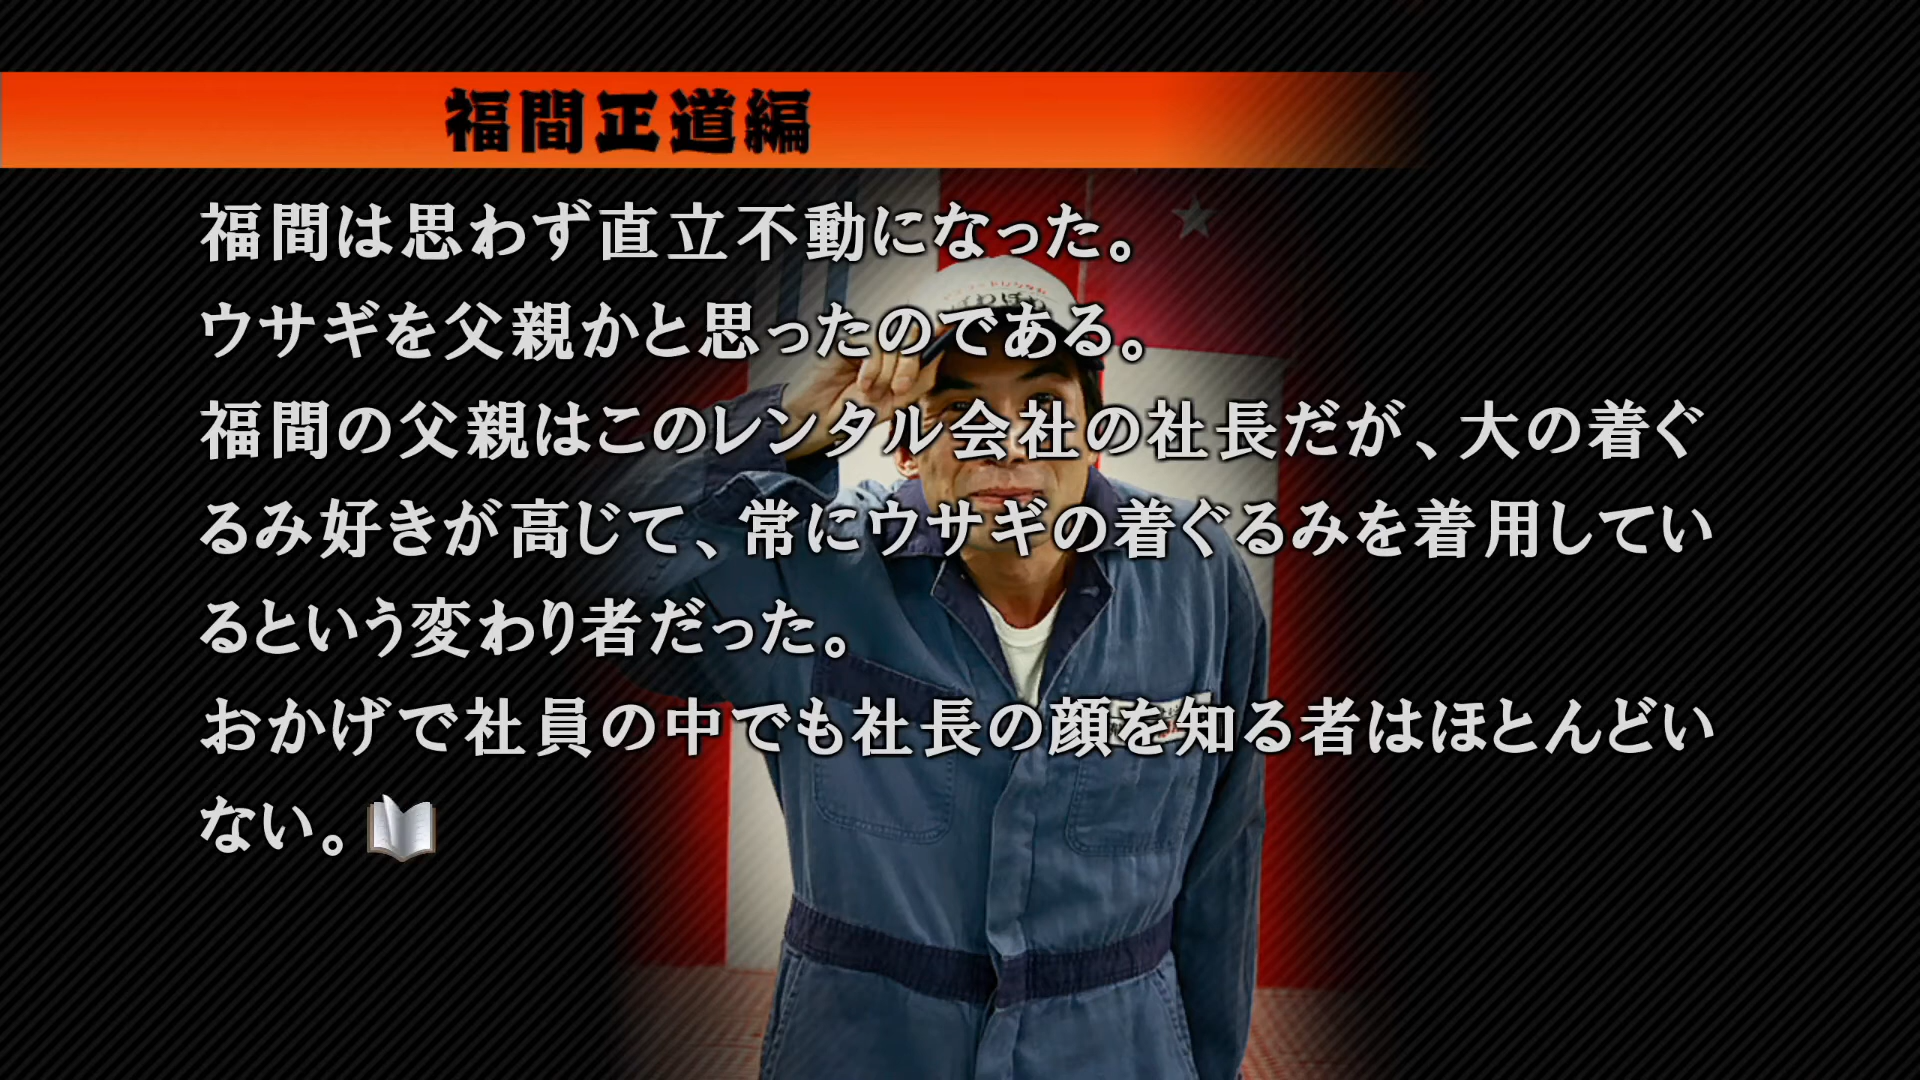 福間正道編
福間は思わず直立不動になった。
ウサギを父親かと思ったのである。
福間の父親はこのレンタル会社の社長だが、大の着ぐ
るみ好きが高じて、常にウサギの着ぐるみを着用してい
るという変わり者だった。
おかげで社員の中でも社長の顔を知る者はほとんどい
ない。